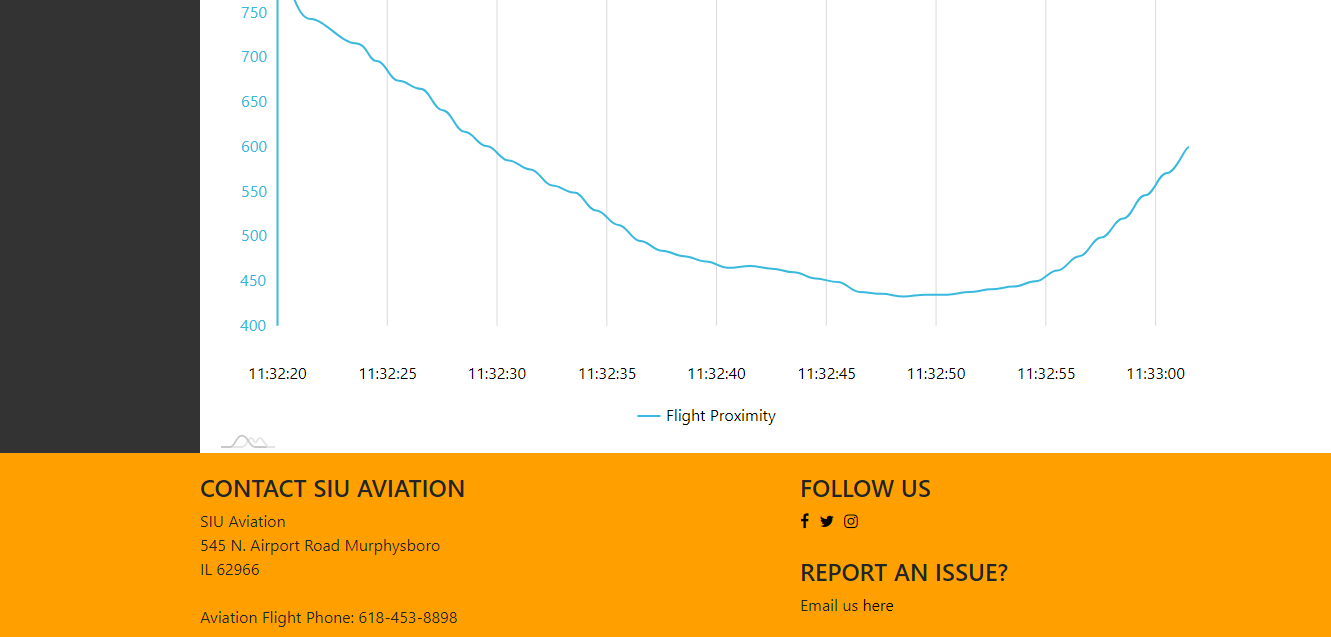 750
700
650
600
550
500
450
400
11:32:20 11:32:25 11:32:30 11:32:35 11:32:40 11:32:45 11:32:50 11:32:55 11:33:00
Flight Proximity
CONTACT SIU AVIATION
SIU Aviation
545 N. Airport Road Murphysboro
IL 62966
Aviation Flight Phone: 618-453-8898
FOLLOW US
REPORT AN ISSUE?
Email us here